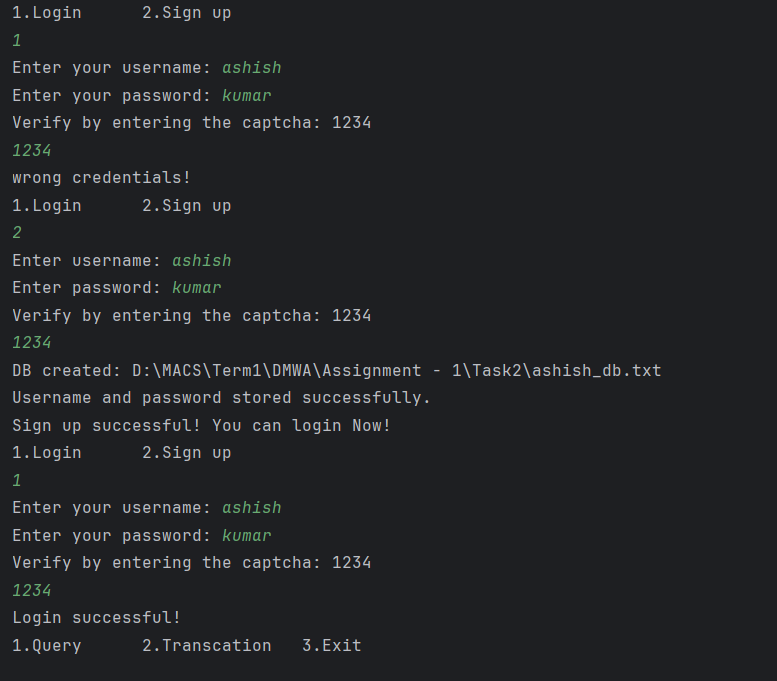 1.Login      2.Sign up
1
Enter your username: ashish
Enter your password: kumar
Verify by entering the captcha: 1234
1234
wrong credentials!
1.Login      2.Sign up
2
Enter username: ashish
Enter password: kumar
Verify by entering the captcha: 1234
1234
DB created: D:\MACS\Term1\DMWA\Assignment - 1\Task2\ashish_db.txt
Username and password stored successfully.
Sign up successful! You can login Now!
1.Login      2.Sign up
1
Enter your username: ashish
Enter your password: kumar
Verify by entering the captcha: 1234
1234
Login successful!
1.Query      2.Transcation   3.Exit